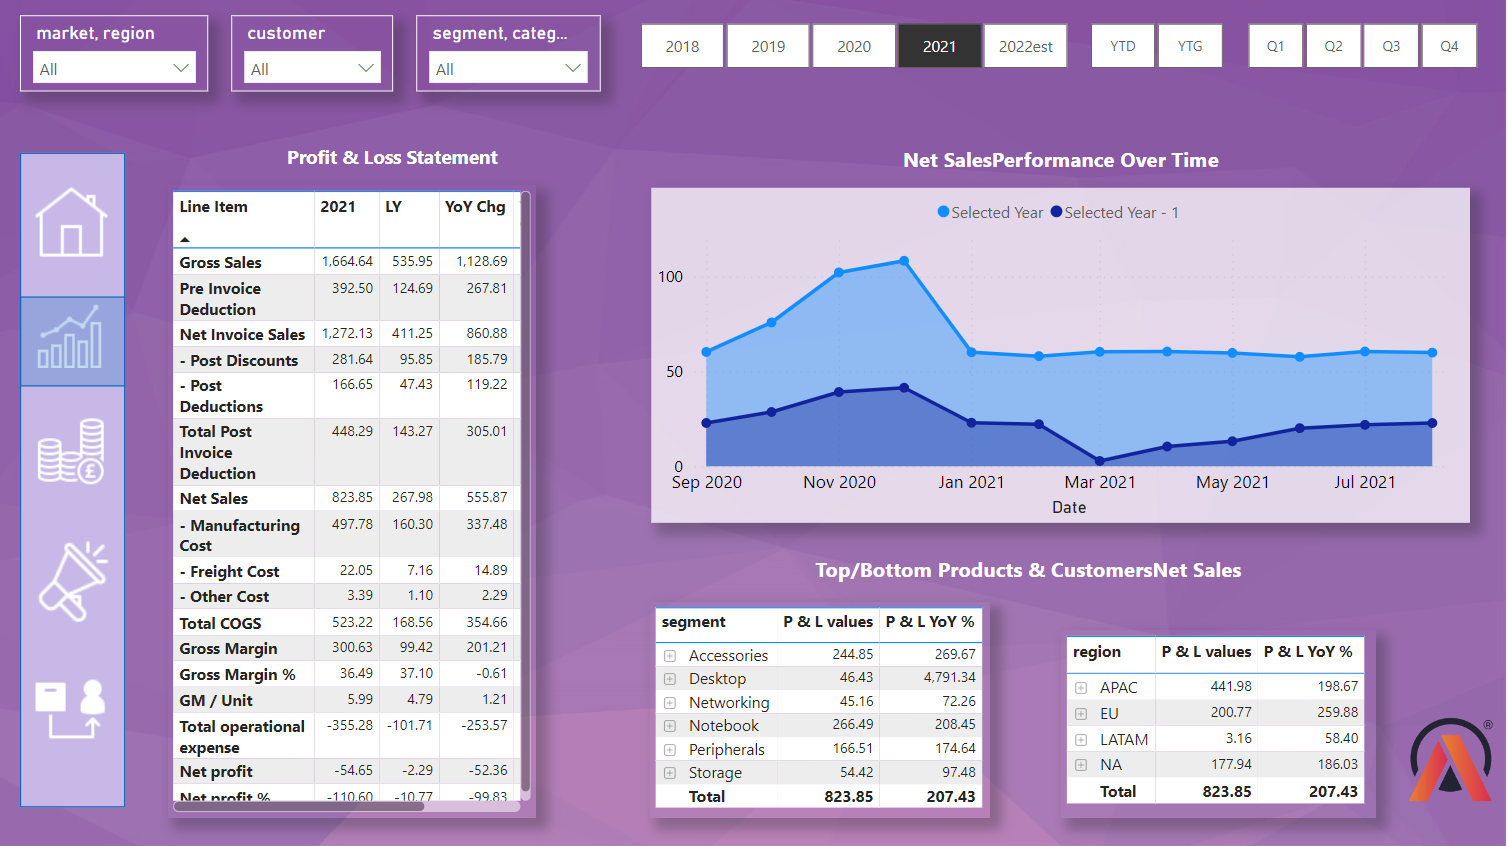 market, region
All
customer
All
segment, categ...
All
2018 2019 2020 2021 2022est
YTD YTG
Q1 Q2 Q3 Q4
Profit & Loss Statement
Line Item 2021 LY YoY Chg
Gross Sales 1,664.64 535.95 1,128.69
Pre Invoice 392.50 124.69 267.81
Deduction
Net Invoice Sales 1,272.13 411.25 860.88
- Post Discounts 281.64 95.85 185.79
- Post 166.65 47.43 119.22
Deductions
Total Post 448.29 143.27 305.01
Invoice
Deduction
Net Sales 823.85 267.98 555.87
- Manufacturing 497.78 160.30 337.48
Cost
- Freight Cost 22.05 7.16 14.89
- Other Cost 3.39 1.10 2.29
Total COGS 523.22 168.56 354.66
Gross Margin 300.63 99.42 201.21
Gross Margin % 36.49 37.10 -0.61
GM / Unit 5.99 4.79 1.21
Total operational -355.28 -101.71 -253.57
expense
Net profit -54.65 -2.29 -52.36
Net profit % -110.60 -10.77 -99.83
Net SalesPerformance Over Time
Selected Year Selected Year - 1
100
50
0
Sep 2020 Nov 2020 Jan 2021 Mar 2021 May 2021 Jul 2021
Date
Top/Bottom Products & CustomersNet Sales
segment P & L values P & L YoY %
Accessories 244.85 269.67
Desktop 46.43 4,791.34
Networking 45.16 72.26
Notebook 266.49 208.45
Peripherals 166.51 174.64
Storage 54.42 97.48
Total 823.85 207.43
region P & L values P & L YoY %
APAC 441.98 198.67
EU 200.77 259.88
LATAM 3.16 58.40
NA 177.94 186.03
Total 823.85 207.43
£
®